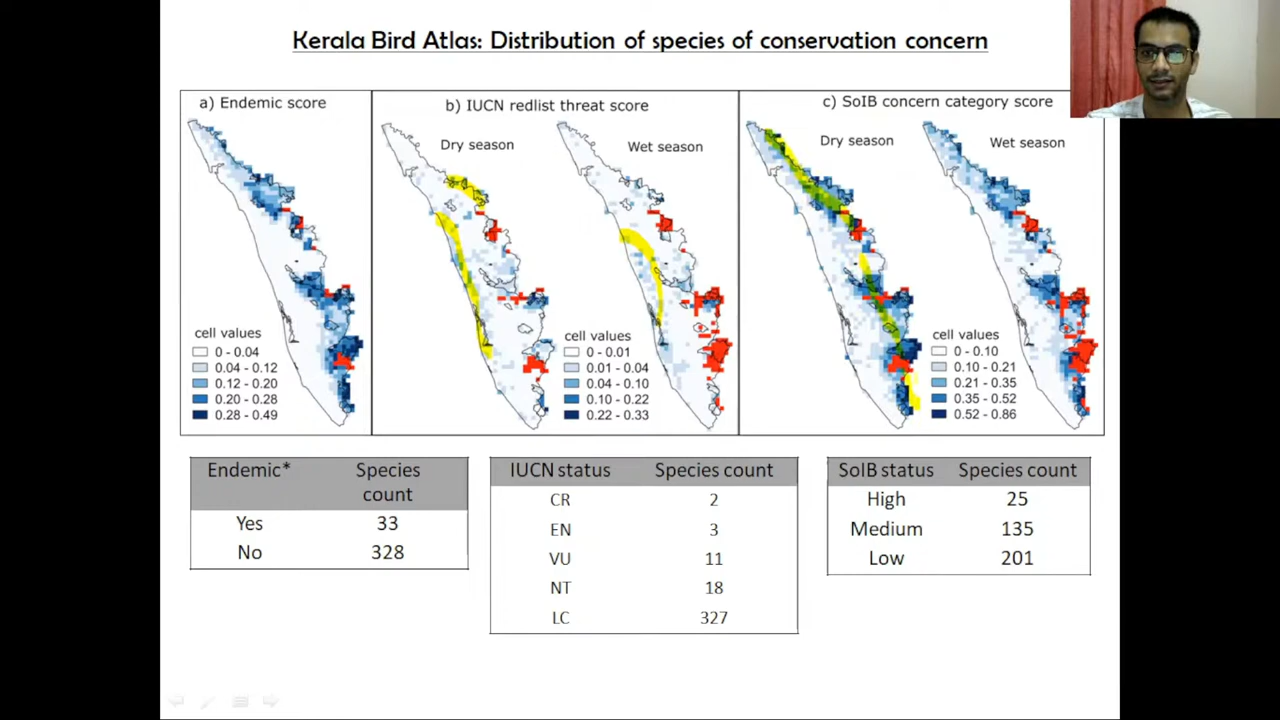 Kerala Bird Atlas: Distribution of species of conservation concern
a) Endemic score
cell values
0 - 0.04
0.04 - 0.12
0.12 - 0.20
0.20 - 0.28
0.28 - 0.49
b) IUCN redlist threat score
Dry season
Wet season
cell values
0 - 0.01
0.01 - 0.04
0.04 - 0.10
0.10 - 0.22
0.22 - 0.33
c) SoIB concern category score
Dry season
Wet season
cell values
0 - 0.10
0.10 - 0.21
0.21 - 0.35
0.35 - 0.52
0.52 - 0.86
Endemic* Species count
Yes 33
No 328
IUCN status Species count
CR 2
EN 3
VU 11
NT 18
LC 327
SoIB status Species count
High 25
Medium 135
Low 201